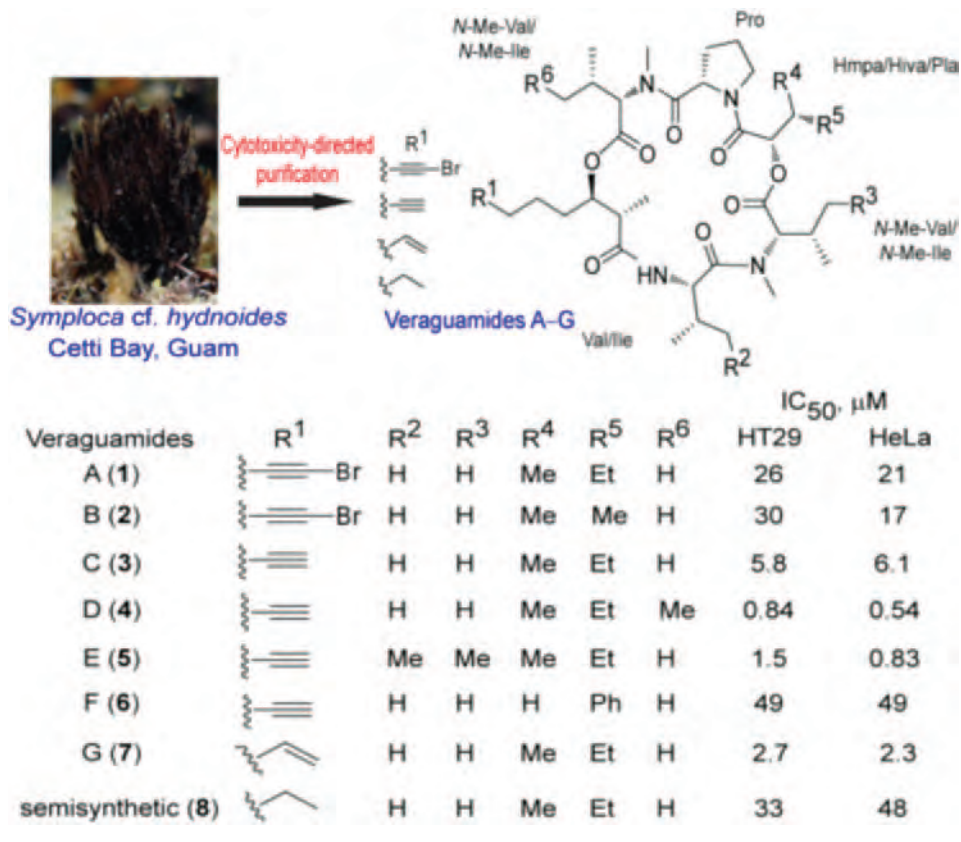 N-Me-Val/
N-Me-Ile
Pro
Hmpa/Hiva/Pla
R6
R4
R5
N
O
N
O
O
O
O
Cytotoxicity-directed
purification
R1
Br
R1
O
O
R3
N-Me-Val/
N-Me-Ile
O
HN
O
N
Symploca cf. hydnoides
Cetti Bay, Guam
Veraguamides A–G
Val/Ile
R2
IC50, μM
Veraguamides R1 R2 R3 R4 R5 R6 HT29 HeLa
A (1) Br H H Me Et H 26 21
B (2) Br H H Me Me H 30 17
C (3) H H Me Et H 5.8 6.1
D (4) H H Me Et Me 0.84 0.54
E (5) Me Me Me Et H 1.5 0.83
F (6) H H H Ph H 49 49
G (7) H H Me Et H 2.7 2.3
semisynthetic (8) H H Me Et H 33 48